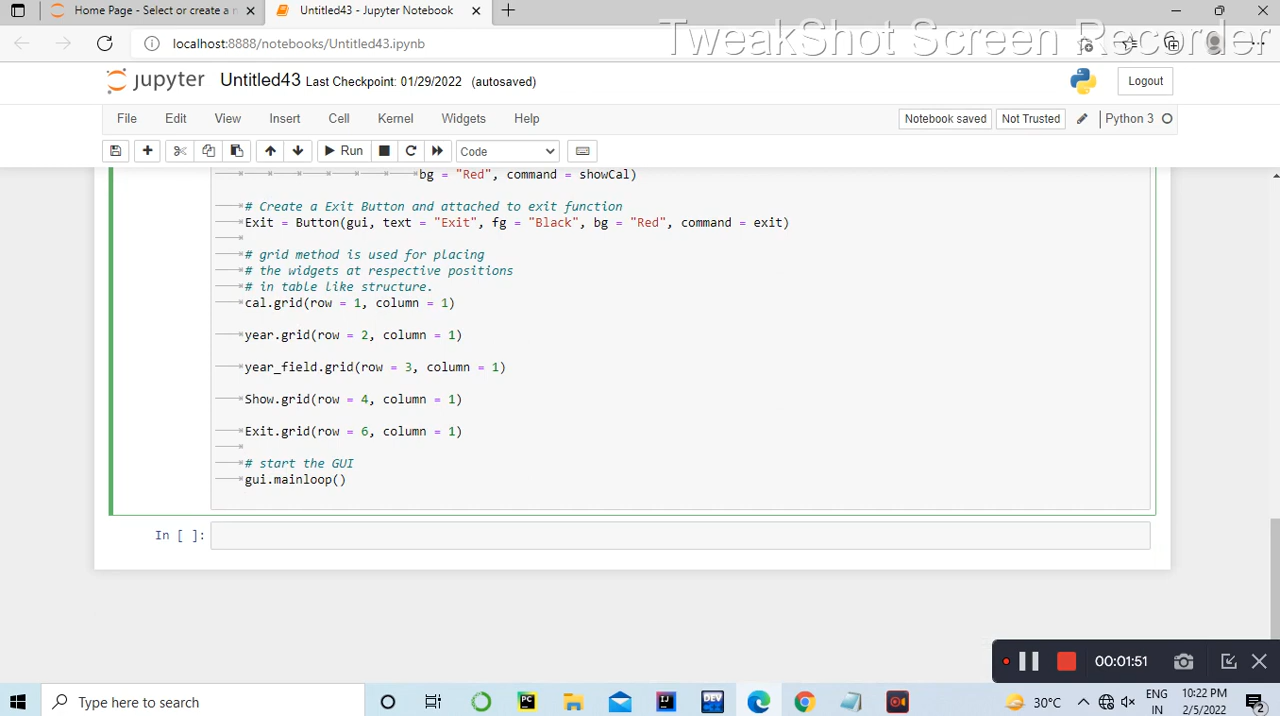 Home Page - Select or create a n
Untitled43 - Jupyter Notebook
TweakShot Screen Recorder
localhost:8888/notebooks/Untitled43.ipynb
jupyter Untitled43 Last Checkpoint: 01/29/2022 (autosaved)
Logout
File Edit View Insert Cell Kernel Widgets Help
Notebook saved Not Trusted Python 3
Run Code
bg = "Red", command = showCal)
# Create a Exit Button and attached to exit function
Exit = Button(gui, text = "Exit", fg = "Black", bg = "Red", command = exit)
# grid method is used for placing
# the widgets at respective positions
# in table like structure.
cal.grid(row = 1, column = 1)
year.grid(row = 2, column = 1)
year_field.grid(row = 3, column = 1)
Show.grid(row = 4, column = 1)
Exit.grid(row = 6, column = 1)
# start the GUI
gui.mainloop()
In [ ]:
00:01:51
Type here to search
PC
IJ
DEV
30°C
ENG
IN
10:22 PM
2/5/2022
2